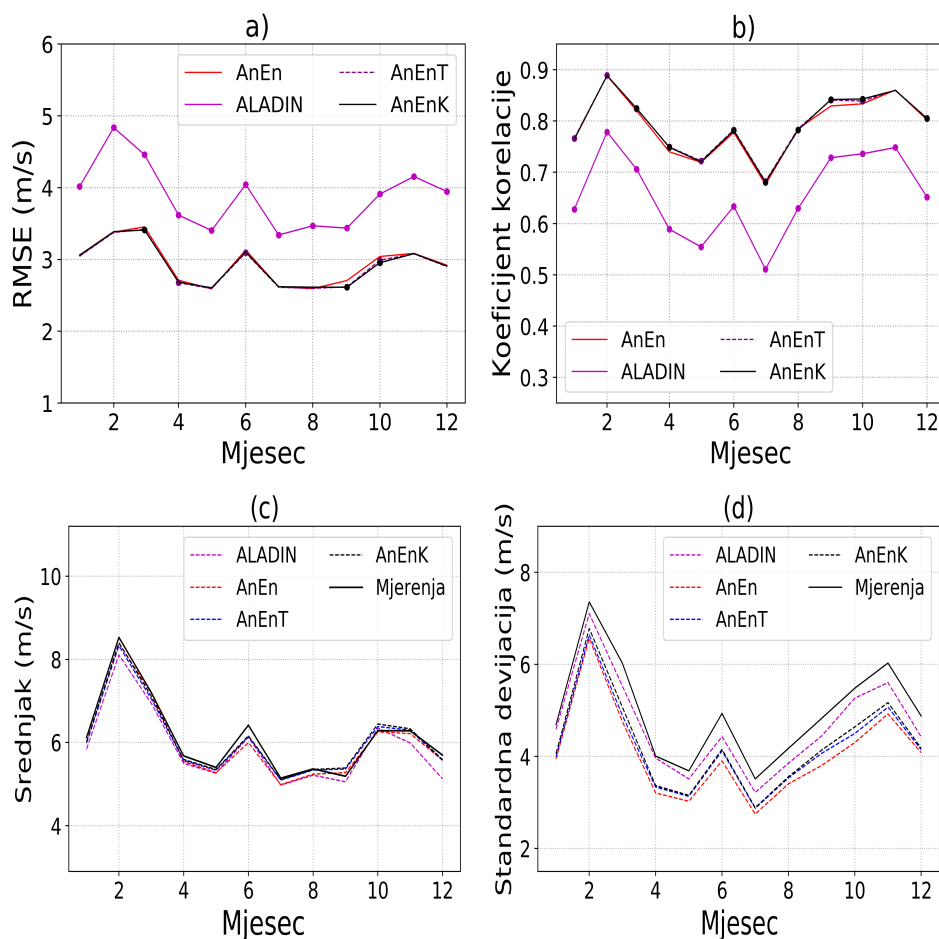 a)
RMSE (m/s)
6
5
4
3
2
1
AnEn
ALADIN
AnEnT
AnEnK
2 4 6 8 10 12
Mjesec
b)
Koeficijent korelacije
0.9
0.8
0.7
0.6
0.5
0.4
0.3
AnEn
ALADIN
AnEnT
AnEnK
2 4 6 8 10 12
Mjesec
(c)
Srednjak (m/s)
10
8
6
4
ALADIN
AnEn
AnEnT
AnEnK
Mjerenja
2 4 6 8 10 12
Mjesec
(d)
Standardna devijacija (m/s)
8
6
4
2
ALADIN
AnEn
AnEnT
AnEnK
Mjerenja
2 4 6 8 10 12
Mjesec